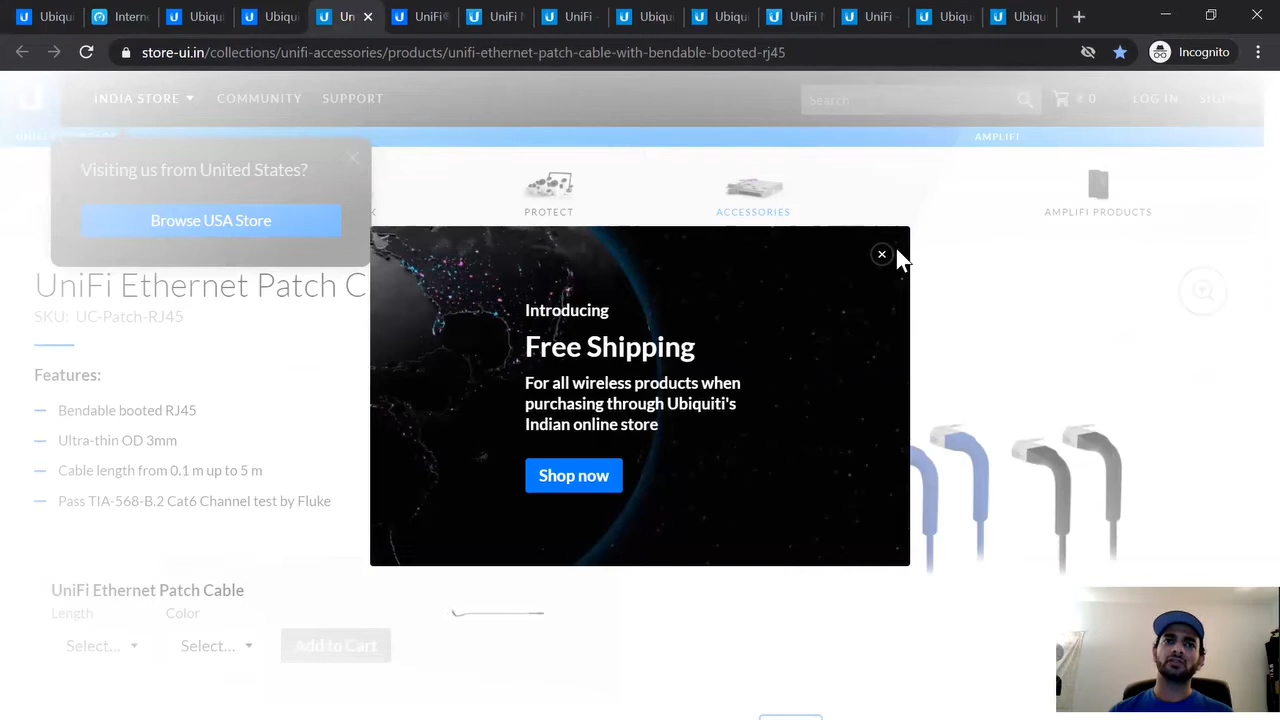 Ubiqui
Intern
Ubiqu
Ubiqu
Un
UniFi®
UniFi M
UniFi -
Ubiqu
Ubiqu
UniFi N
UniFi -
Ubiqu
Ubiqu
store-ui.in/collections/unifi-accessories/products/unifi-ethernet-patch-cable-with-bendable-booted-rj45
Incognito
INDIA STORE
COMMUNITY
SUPPORT
Search
₹ 0
LOG IN
SIGN
AMPLIFI
Visiting us from United States?
Browse USA Store
K
PROTECT
ACCESSORIES
AMPLIFI PRODUCTS
UniFi Ethernet Patch C
SKU: UC-Patch-RJ45
Features:
Bendable booted RJ45
Ultra-thin OD 3mm
Cable length from 0.1 m up to 5 m
Pass TIA-568-B.2 Cat6 Channel test by Fluke
Introducing
Free Shipping
For all wireless products when
purchasing through Ubiquiti's
Indian online store
Shop now
UniFi Ethernet Patch Cable
Length
Color
Select...
Select...
Add to Cart